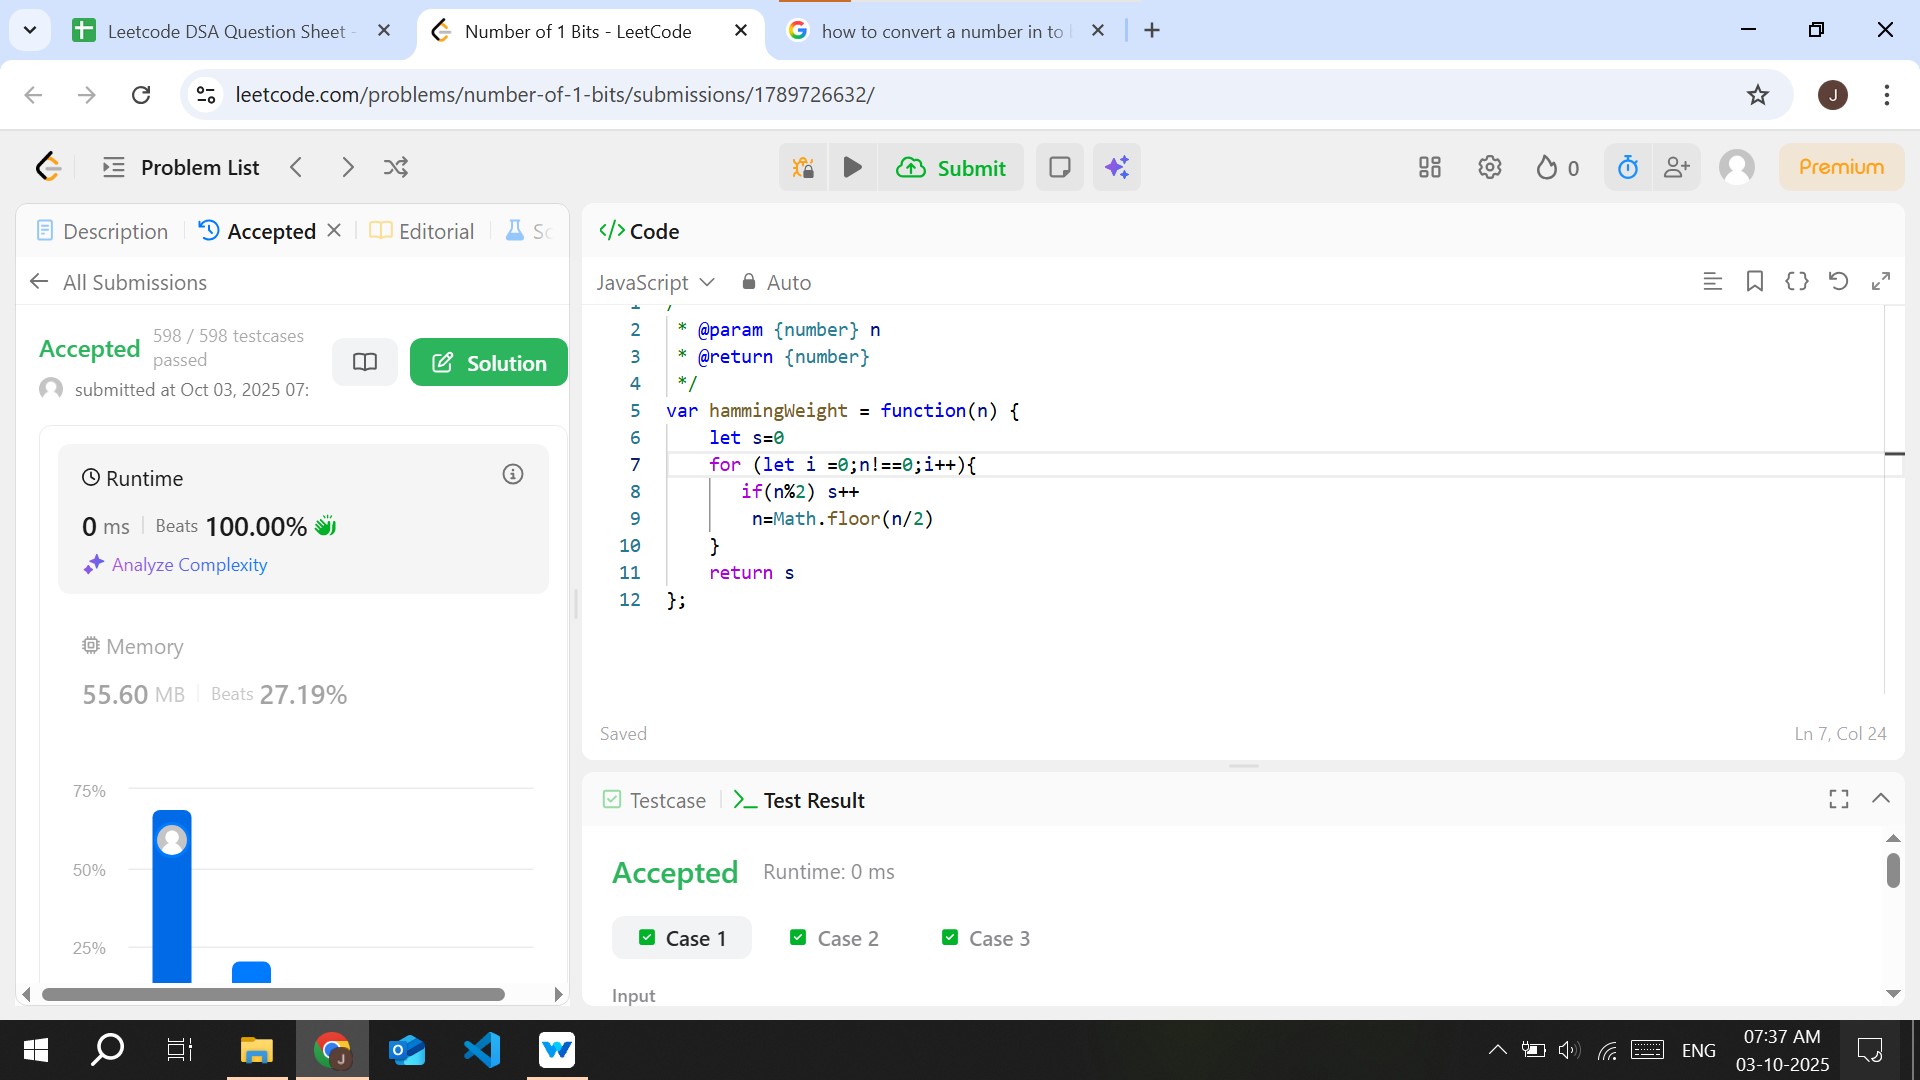 Leetcode DSA Question Sheet -
Number of 1 Bits - LeetCode
how to convert a number in to
leetcode.com/problems/number-of-1-bits/submissions/1789726632/
J
Problem List
Submit
0
Premium
Description
Accepted
Editorial
So
All Submissions
Accepted
598 / 598 testcases
passed
submitted at Oct 03, 2025 07:
Solution
Runtime
0 ms
Beats 100.00%
Analyze Complexity
Memory
55.60 MB
Beats 27.19%
75%
50%
25%
</> Code
JavaScript
Auto
2 * @param {number} n
3 * @return {number}
4 */
5 var hammingWeight = function(n) {
6 let s=0
7 for (let i =0;n!==0;i++){
8 if(n%2) s++
9 n=Math.floor(n/2)
10 }
11 return s
12 };
Saved
Ln 7, Col 24
Testcase
>_ Test Result
Accepted
Runtime: 0 ms
Case 1
Case 2
Case 3
Input
J
W
ENG
07:37 AM
03-10-2025